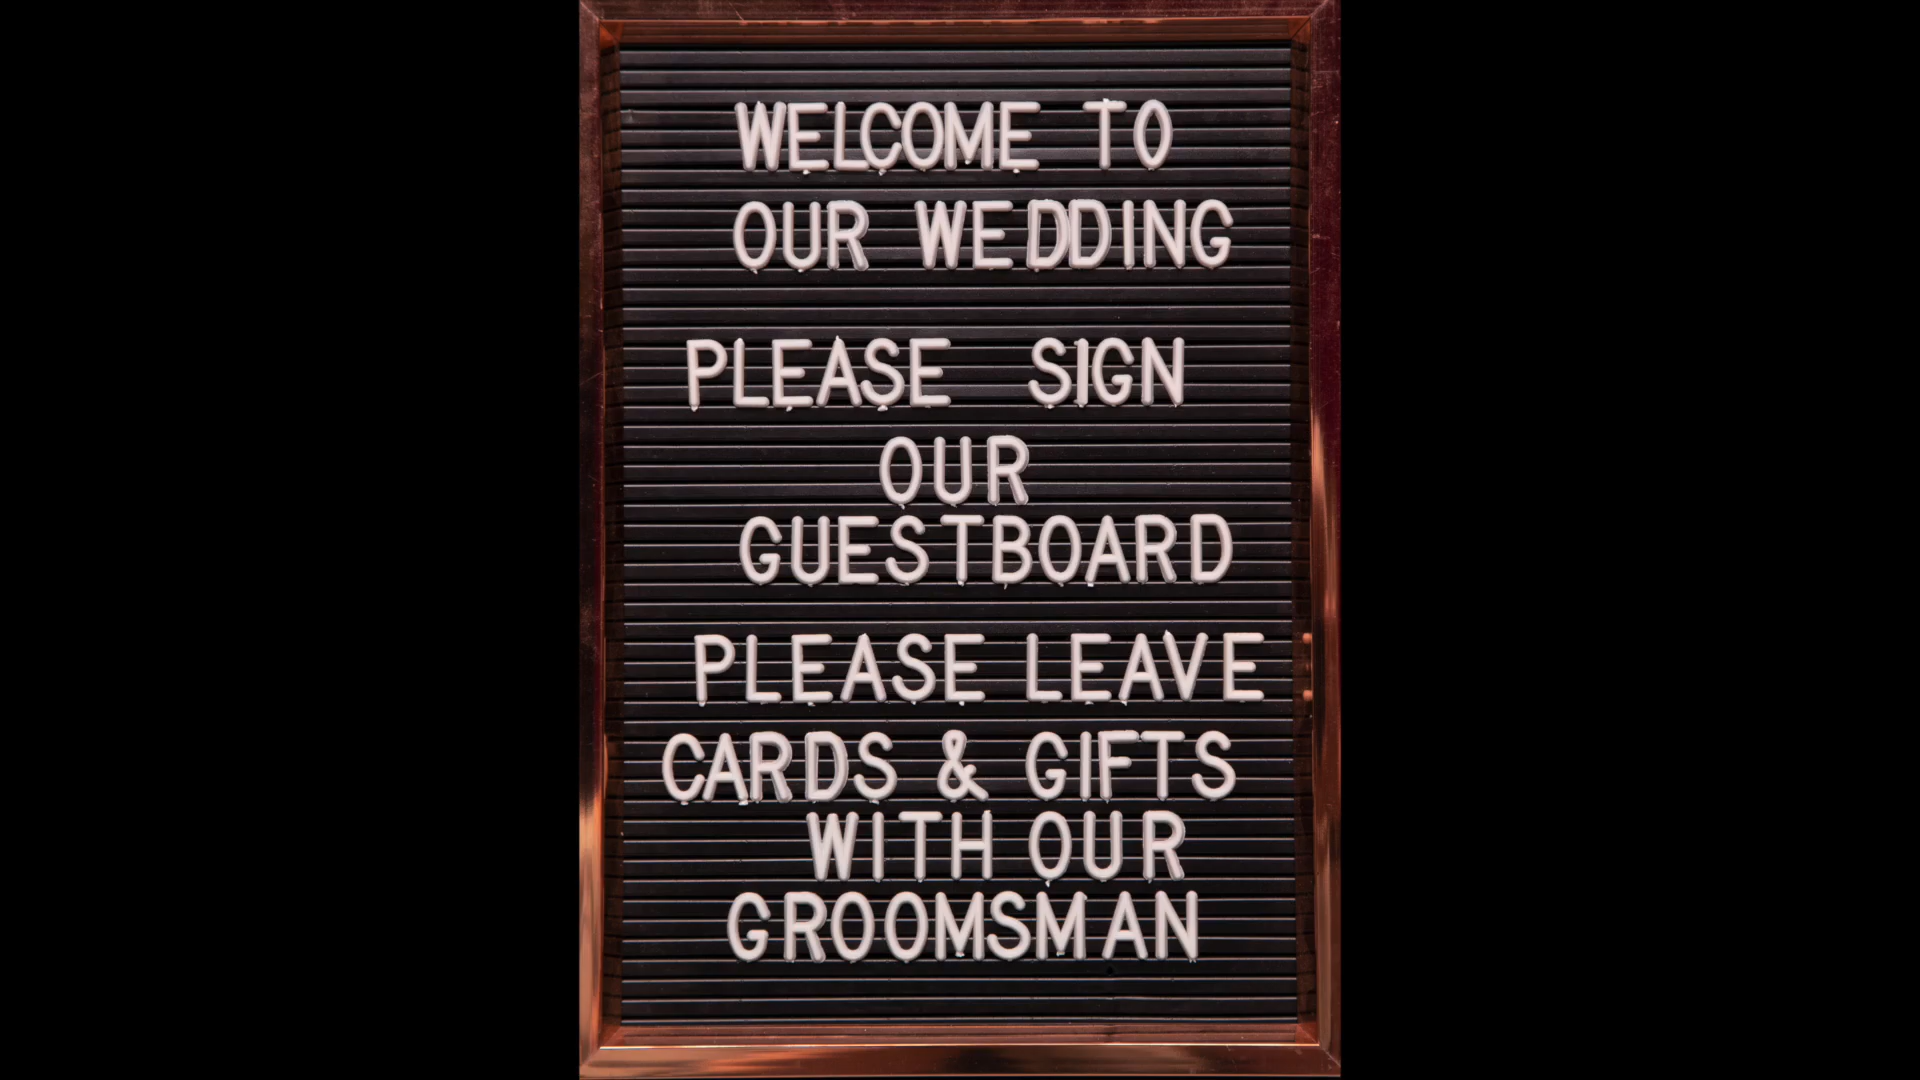 WELCOME TO
OUR WEDDING
PLEASE SIGN
OUR
GUESTBOARD
PLEASE LEAVE
CARDS & GIFTS
WITH OUR
GROOMSMAN